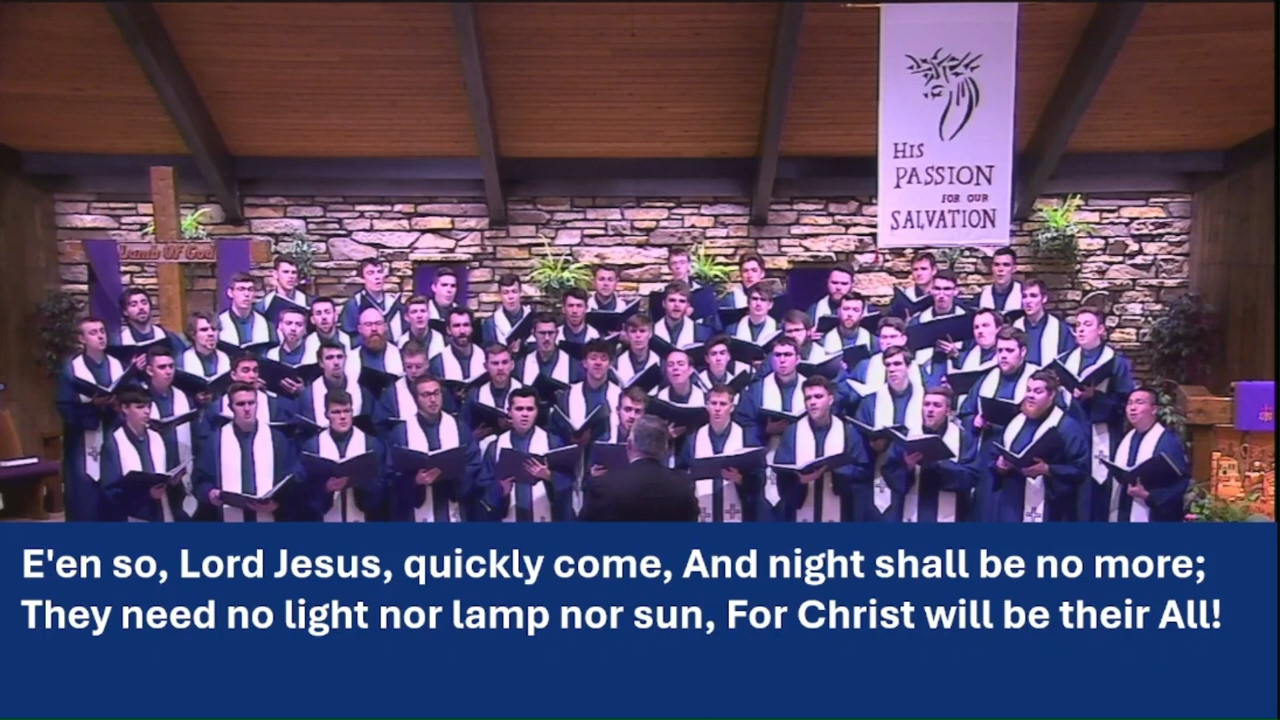 HIS
PASSION
FOR OUR
SALVATION
Lamb Of God
E'en so, Lord Jesus, quickly come, And night shall be no more;
They need no light nor lamp nor sun, For Christ will be their All!